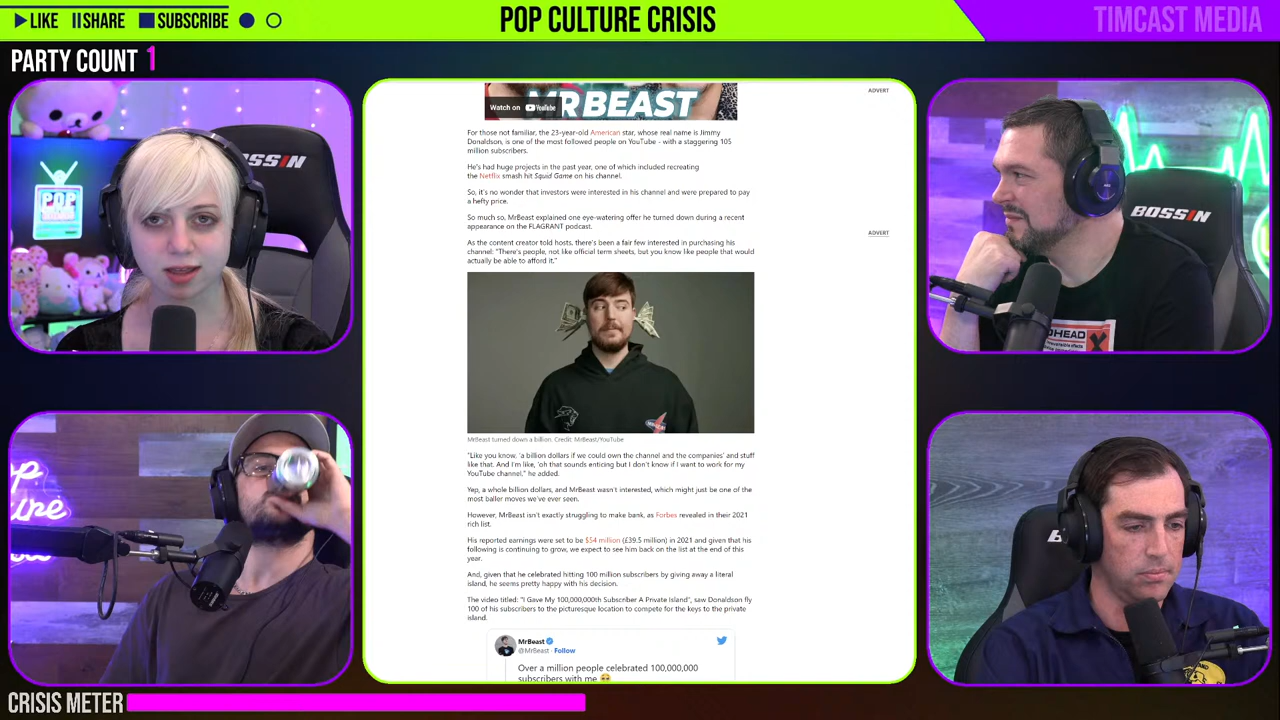 LIKE SHARE SUBSCRIBE
POP CULTURE CRISIS
TIMCAST MEDIA
PARTY COUNT 1
BOSSIN
POP
BOSSIN
HEAD
Watch on YouTube
MRBEAST
ADVERT
For those not familiar, the 23-year-old American star, whose real name is Jimmy
Donaldson, is one of the most followed people on YouTube - with a staggering 105
million subscribers.
He's had huge projects in the past year, one of which included recreating
the Netflix smash hit Squid Game on his channel.
So, it's no wonder that investors were interested in his channel and were prepared to pay
a hefty price.
So much so, MrBeast explained one eye-watering offer he turned down during a recent
appearance on the FLAGRANT podcast.
ADVERT
As the content creator told hosts, there's been a fair few interested in purchasing his
channel: "There's people, not like official term sheets, but you know like people that would
actually be able to afford it."
MrBeast turned down a billion. Credit: MrBeast/YouTube
"Like you know, 'a billion dollars if we could own the channel and the companies' and stuff
like that. And I'm like, 'oh that sounds enticing but I don't know if I want to work for my
YouTube channel," he added.
Yep, a whole billion dollars, and MrBeast wasn't interested, which might just be one of the
most baller moves we've ever seen.
However, MrBeast isn't exactly struggling to make bank, as Forbes revealed in their 2021
rich list.
His reported earnings were set to be $54 million (£39.5 million) in 2021 and given that his
following is continuing to grow, we expect to see him back on the list at the end of this
year.
And, given that he celebrated hitting 100 million subscribers by giving away a literal
island, he seems pretty happy with his decision.
The video titled: "I Gave My 100,000,000th Subscriber A Private Island", saw Donaldson fly
100 of his subscribers to the picturesque location to compete for the keys to the private
island.
MrBeast
@MrBeast · Follow
Over a million people celebrated 100,000,000
subscribers with me 🥺
CRISIS METER